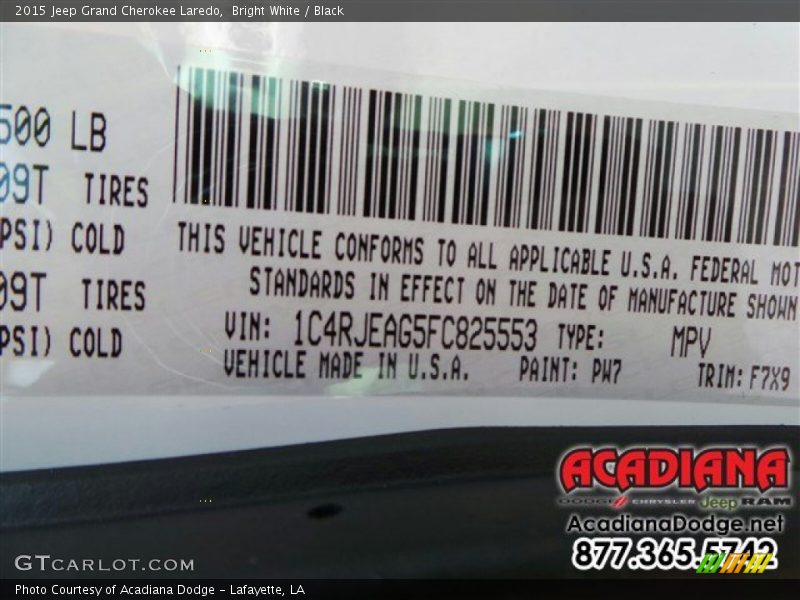 2015 Jeep Grand Cherokee Laredo,  Bright White / Black
500 LB
09T TIRES
PSI) COLD
09T TIRES
PSI) COLD
THIS VEHICLE CONFORMS TO ALL APPLICABLE U.S.A. FEDERAL MOT
STANDARDS IN EFFECT ON THE DATE OF MANUFACTURE SHOWN
VIN: 1C4RJEAG5FC825553 TYPE: MPV
VEHICLE MADE IN U.S.A. PAINT: PW7 TRIM: F7X9
ACADIANA
DODGE CHRYSLER Jeep RAM
AcadianaDodge.net
877.365.5742
GTCARLOT.COM
Photo Courtesy of Acadiana Dodge - Lafayette, LA